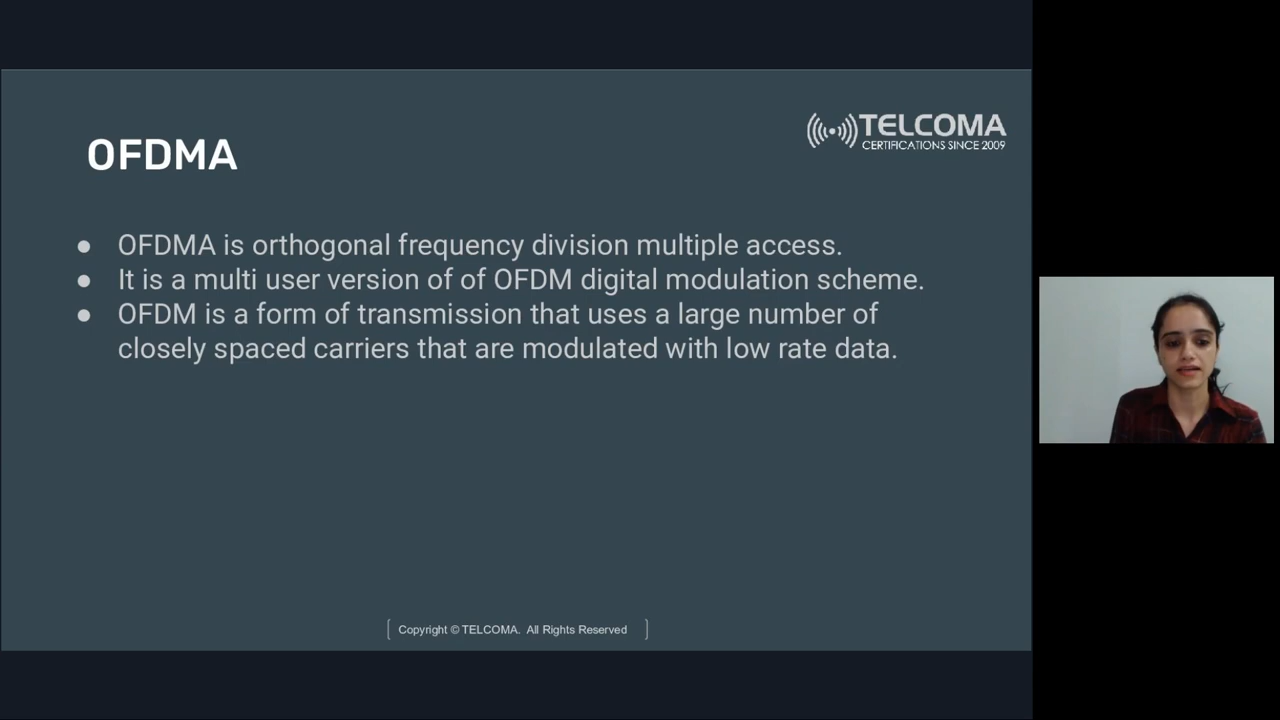 TELCOMA
CERTIFICATIONS SINCE 2009
OFDMA
● OFDMA is orthogonal frequency division multiple access.
● It is a multi user version of of OFDM digital modulation scheme.
● OFDM is a form of transmission that uses a large number of
closely spaced carriers that are modulated with low rate data.
Copyright © TELCOMA. All Rights Reserved